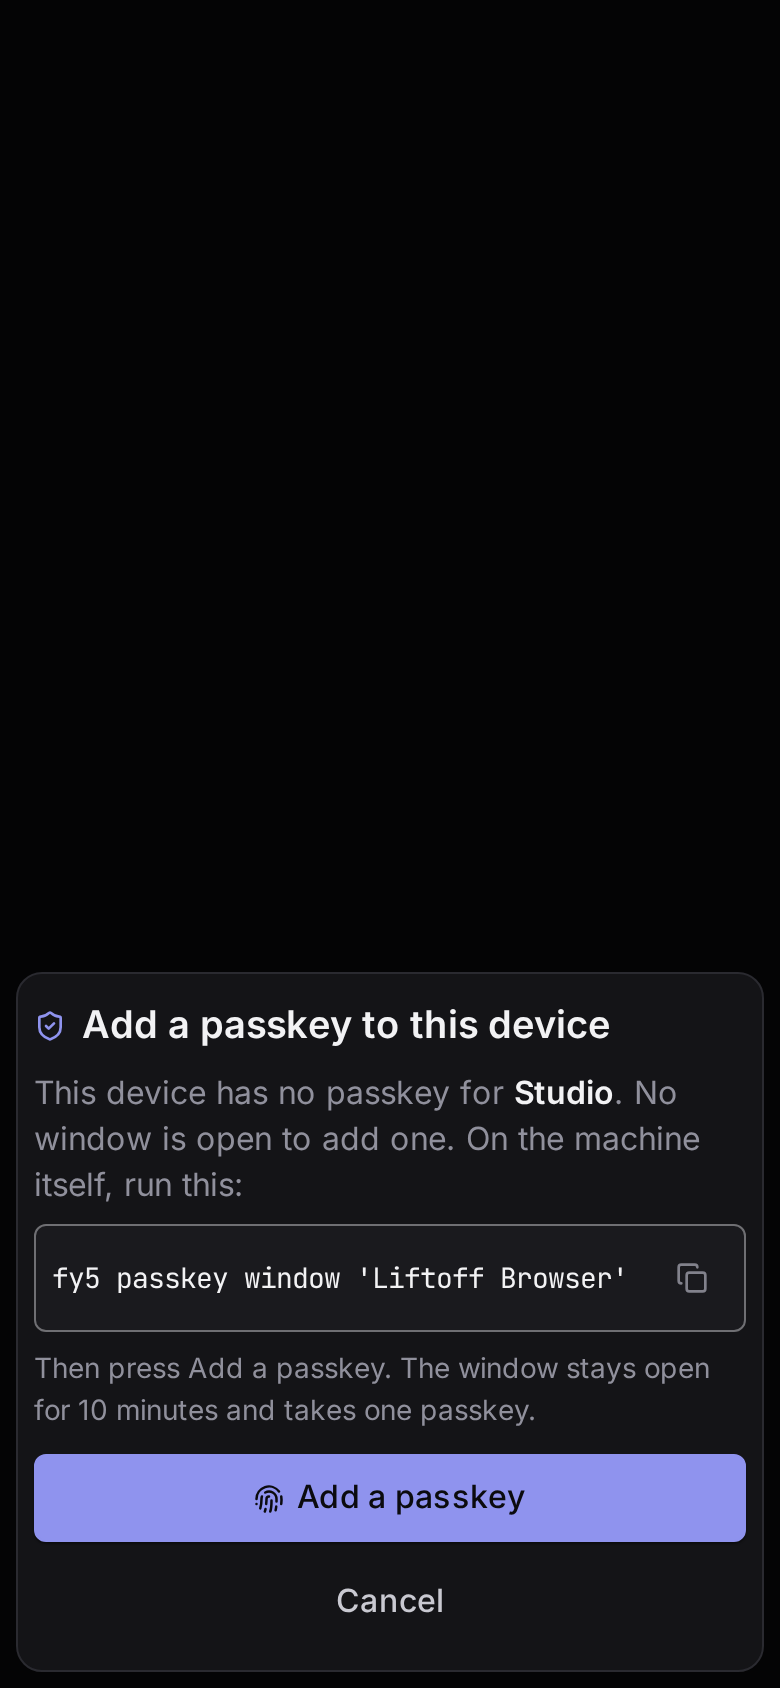 Add a passkey to this device
This device has no passkey for Studio. No
window is open to add one. On the machine
itself, run this:
fy5 passkey window 'Liftoff Browser'
Then press Add a passkey. The window stays open
for 10 minutes and takes one passkey.
Add a passkey
Cancel